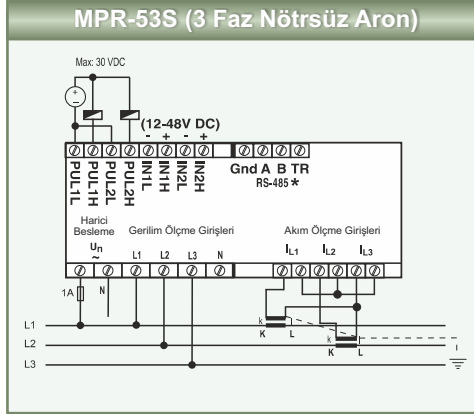 MPR-53S (3 Faz Nötrsüz Aron)
Max: 30 VDC
+
−
(12-48V DC)
- + - +
PUL1L PUL1H PUL2L PUL2H IN1L IN1H IN2L IN2H
Gnd A B TR
RS-485 *
Harici
Besleme
Gerilim Ölçme Girişleri
Akım Ölçme Girişleri
Un
~
L1 L2 L3 N
IL1 IL2 IL3
1A
N
L1
k l
K L
L2
k l
K L
L3